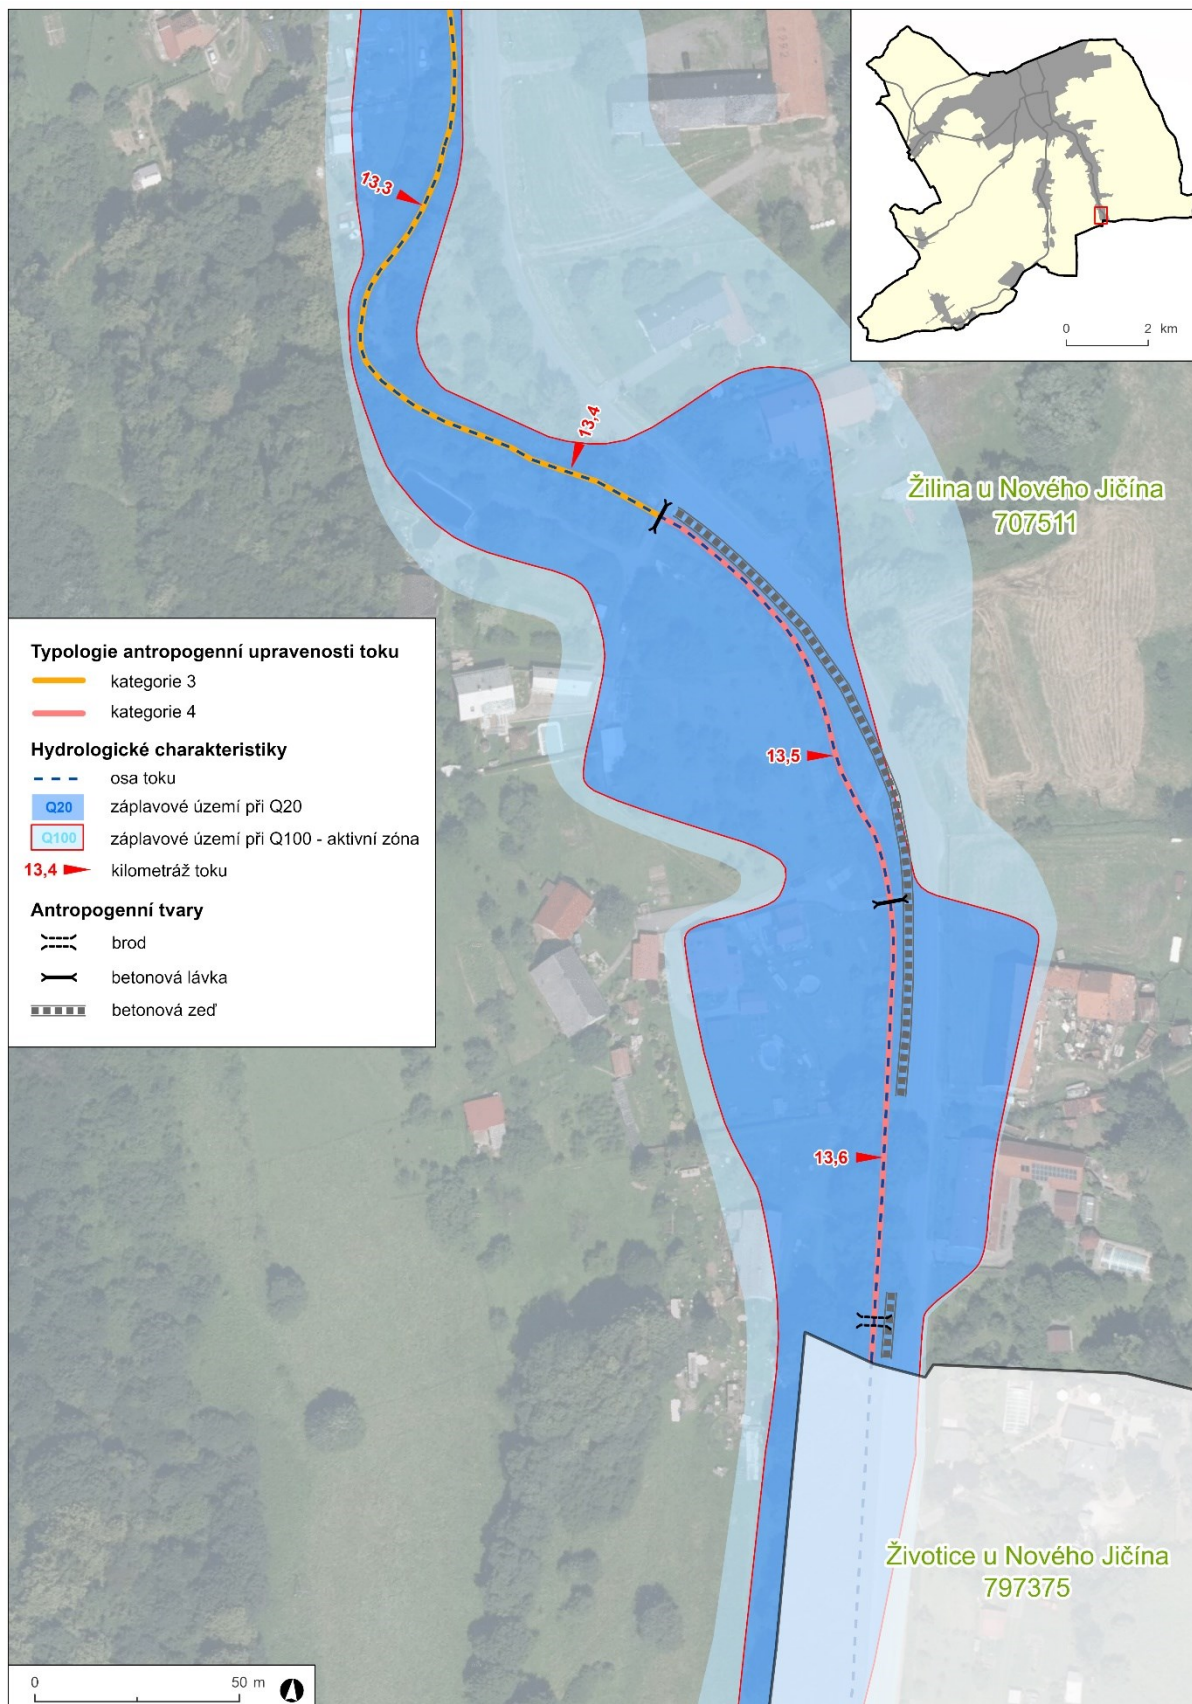 13,3
0 2 km
13,4
Žilina u Nového Jičína
707511
Typologie antropogenní upravenosti toku
kategorie 3
kategorie 4
Hydrologické charakteristiky
osa toku
Q20 záplavové území při Q20
Q100 záplavové území při Q100 - aktivní zóna
13,4 kilometráž toku
Antropogenní tvary
brod
betonová lávka
betonová zeď
13,5
13,6
Životice u Nového Jičína
797375
0 50 m